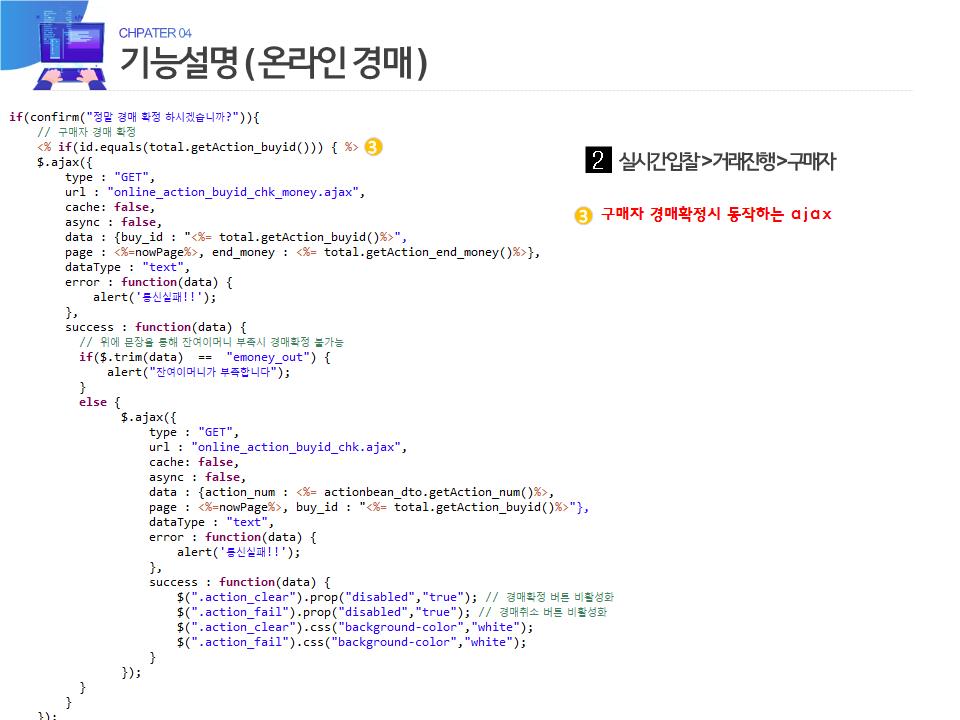 CHPATER 04
기능설명 ( 온라인 경매 )
if(confirm("정말 경매 확정 하시겠습니까?")){
// 구매자 경매 확정
<% if(id.equals(total.getAction_buyid())) { %> 3
$.ajax({
type : "GET",
url : "online_action_buyid_chk_money.ajax",
cache: false,
async : false,
data : {buy_id : "<%= total.getAction_buyid()%>",
page : <%=nowPage%>, end_money : <%= total.getAction_end_money()%>},
dataType : "text",
error : function(data) {
alert('통신실패!!');
},
success : function(data) {
// 위에 문장을 통해 잔여이머니 부족시 경매확정 불가능
if($.trim(data) == "emoney_out") {
alert("잔여이머니가 부족합니다");
}
else {
$.ajax({
type : "GET",
url : "online_action_buyid_chk.ajax",
cache: false,
async : false,
data : {action_num : <%= actionbean_dto.getAction_num()%>,
page : <%=nowPage%>, buy_id : "<%= total.getAction_buyid()%>"},
dataType : "text",
error : function(data) {
alert('통신실패!!');
},
success : function(data) {
$(".action_clear").prop("disabled","true"); // 경매확정 버튼 비활성화
$(".action_fail").prop("disabled","true"); // 경매취소 버튼 비활성화
$(".action_clear").css("background-color","white");
$(".action_fail").css("background-color","white");
}
});
}
}
});
2 실시간입찰>거래진행>구매자
3 구매자 경매확정시 동작하는 ajax